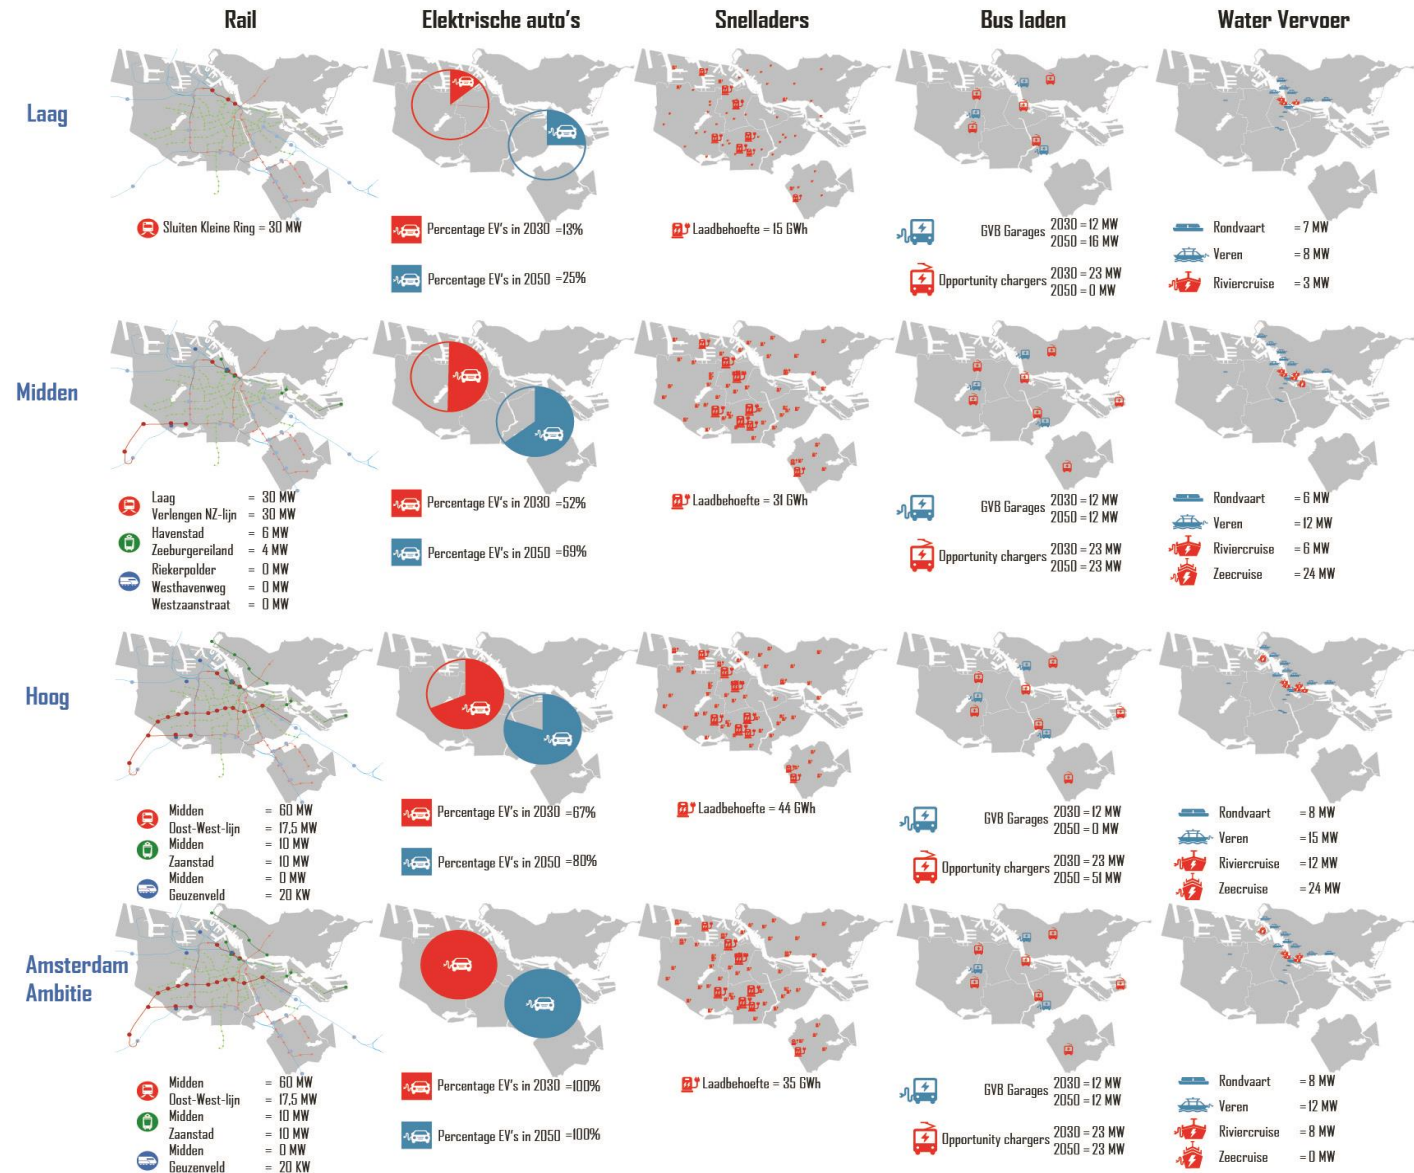 Rail
Elektrische auto's
Snelladers
Bus laden
Water Vervoer
Laag
Sluiten Kleine Ring = 30 MW
Percentage EV's in 2030 =13%
Percentage EV's in 2050 =25%
Laadbehoefte = 15 GWh
GVB Garages
2030 = 12 MW
2050 = 16 MW
Opportunity chargers
2030 = 23 MW
2050 = 0 MW
Rondvaart = 7 MW
Veren = 8 MW
Riviercruise = 3 MW
Midden
Laag = 30 MW
Verlengen NZ-lijn = 30 MW
Havenstad = 6 MW
Zeeburgereiland = 4 MW
Riekerpolder = 0 MW
Westhavenweg = 0 MW
Westzaanstraat = 0 MW
Percentage EV's in 2030 =52%
Percentage EV's in 2050 =69%
Laadbehoefte = 31 GWh
GVB Garages
2030 = 12 MW
2050 = 12 MW
Opportunity chargers
2030 = 23 MW
2050 = 23 MW
Rondvaart = 6 MW
Veren = 12 MW
Riviercruise = 6 MW
Zeecruise = 24 MW
Hoog
Midden = 60 MW
Oost-West-lijn = 17,5 MW
Midden = 10 MW
Zaanstad = 10 MW
Midden = 0 MW
Geuzenveld = 20 KW
Percentage EV's in 2030 =67%
Percentage EV's in 2050 =80%
Laadbehoefte = 44 GWh
GVB Garages
2030 = 12 MW
2050 = 0 MW
Opportunity chargers
2030 = 23 MW
2050 = 51 MW
Rondvaart = 8 MW
Veren = 15 MW
Riviercruise = 12 MW
Zeecruise = 24 MW
Amsterdam
Ambitie
Midden = 60 MW
Oost-West-lijn = 17,5 MW
Midden = 10 MW
Zaanstad = 10 MW
Midden = 0 MW
Geuzenveld = 20 KW
Percentage EV's in 2030 =100%
Percentage EV's in 2050 =100%
Laadbehoefte = 35 GWh
GVB Garages
2030 = 12 MW
2050 = 12 MW
Opportunity chargers
2030 = 23 MW
2050 = 23 MW
Rondvaart = 8 MW
Veren = 12 MW
Riviercruise = 8 MW
Zeecruise = 0 MW